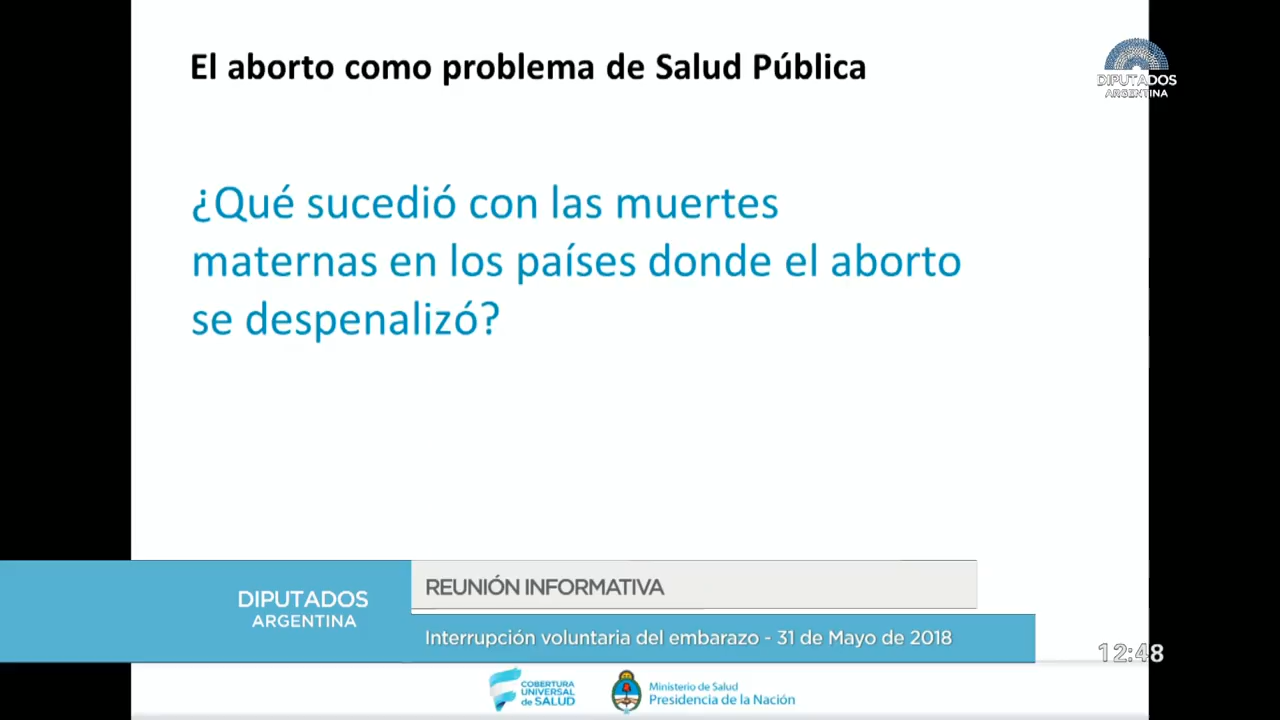 El aborto como problema de Salud Pública
DIPUTADOS
ARGENTINA
¿Qué sucedió con las muertes
maternas en los países donde el aborto
se despenalizó?
DIPUTADOS
ARGENTINA
REUNIÓN INFORMATIVA
Interrupción voluntaria del embarazo - 31 de Mayo de 2018
12:48
COBERTURA
UNIVERSAL
de SALUD
Ministerio de Salud
Presidencia de la Nación